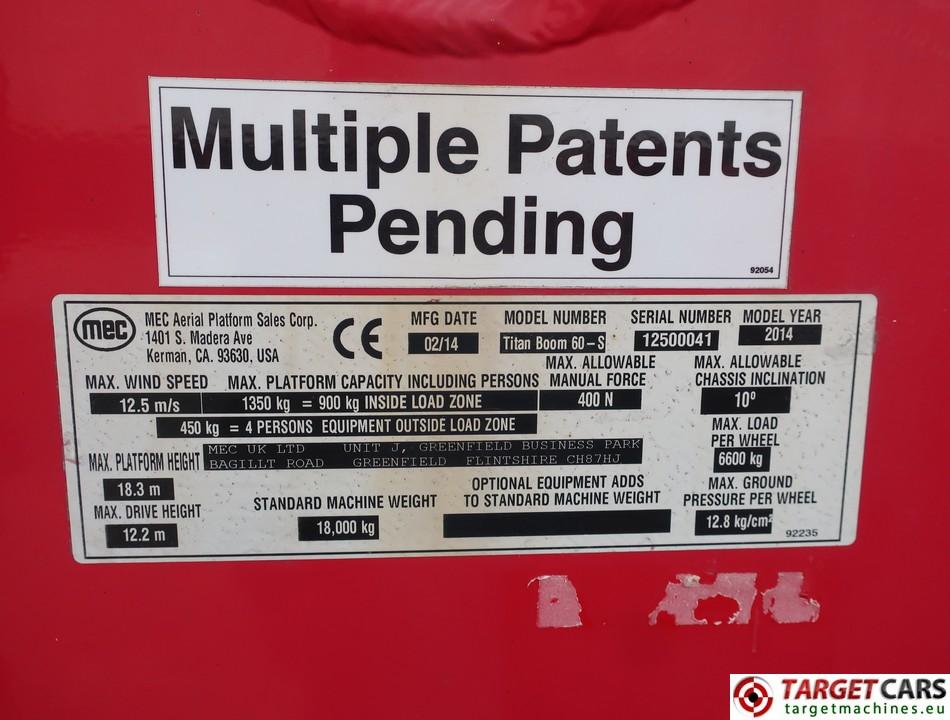 Multiple Patents
Pending
92054
mec
MEC Aerial Platform Sales Corp.
1401 S. Madera Ave
Kerman, CA. 93630, USA
CE
MFG DATE
02/14
MODEL NUMBER
Titan Boom 60-S
SERIAL NUMBER
12500041
MODEL YEAR
2014
MAX. WIND SPEED
12.5 m/s
MAX. PLATFORM CAPACITY INCLUDING PERSONS
1350 kg = 900 kg INSIDE LOAD ZONE
450 kg = 4 PERSONS EQUIPMENT OUTSIDE LOAD ZONE
MAX. ALLOWABLE
MANUAL FORCE
400 N
MAX. ALLOWABLE
CHASSIS INCLINATION
10º
MEC UK LTD UNIT J, GREENFIELD BUSINESS PARK
BAGILLT ROAD GREENFIELD FLINTSHIRE CH87HJ
MAX. LOAD
PER WHEEL
6600 kg
MAX. PLATFORM HEIGHT
18.3 m
MAX. DRIVE HEIGHT
12.2 m
STANDARD MACHINE WEIGHT
18,000 kg
OPTIONAL EQUIPMENT ADDS
TO STANDARD MACHINE WEIGHT
MAX. GROUND
PRESSURE PER WHEEL
12.8 kg/cm²
92235
TARGETCARS
targetmachines.eu